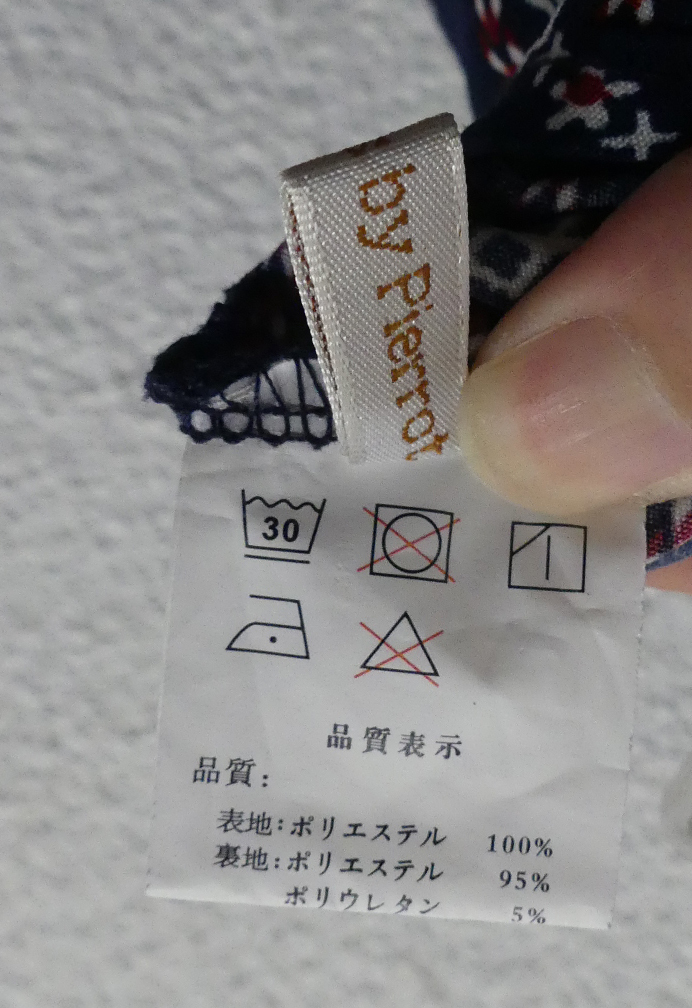 by Pierrot
30
品質表示
品質:
表地:ポリエステル 100%
裏地:ポリエステル 95%
ポリウレタン 5%